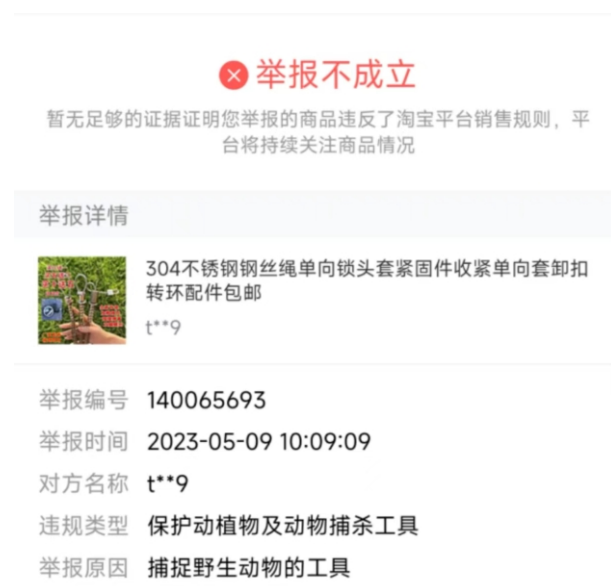 举报不成立
暂无足够的证据证明您举报的商品违反了淘宝平台销售规则，平
台将持续关注商品情况
举报详情
304不锈钢钢丝绳单向锁头套紧固件收紧单向套卸扣
转环配件包邮
t**9
举报编号 140065693
举报时间 2023-05-09 10:09:09
对方名称 t**9
违规类型 保护动植物及动物捕杀工具
举报原因 捕捉野生动物的工具